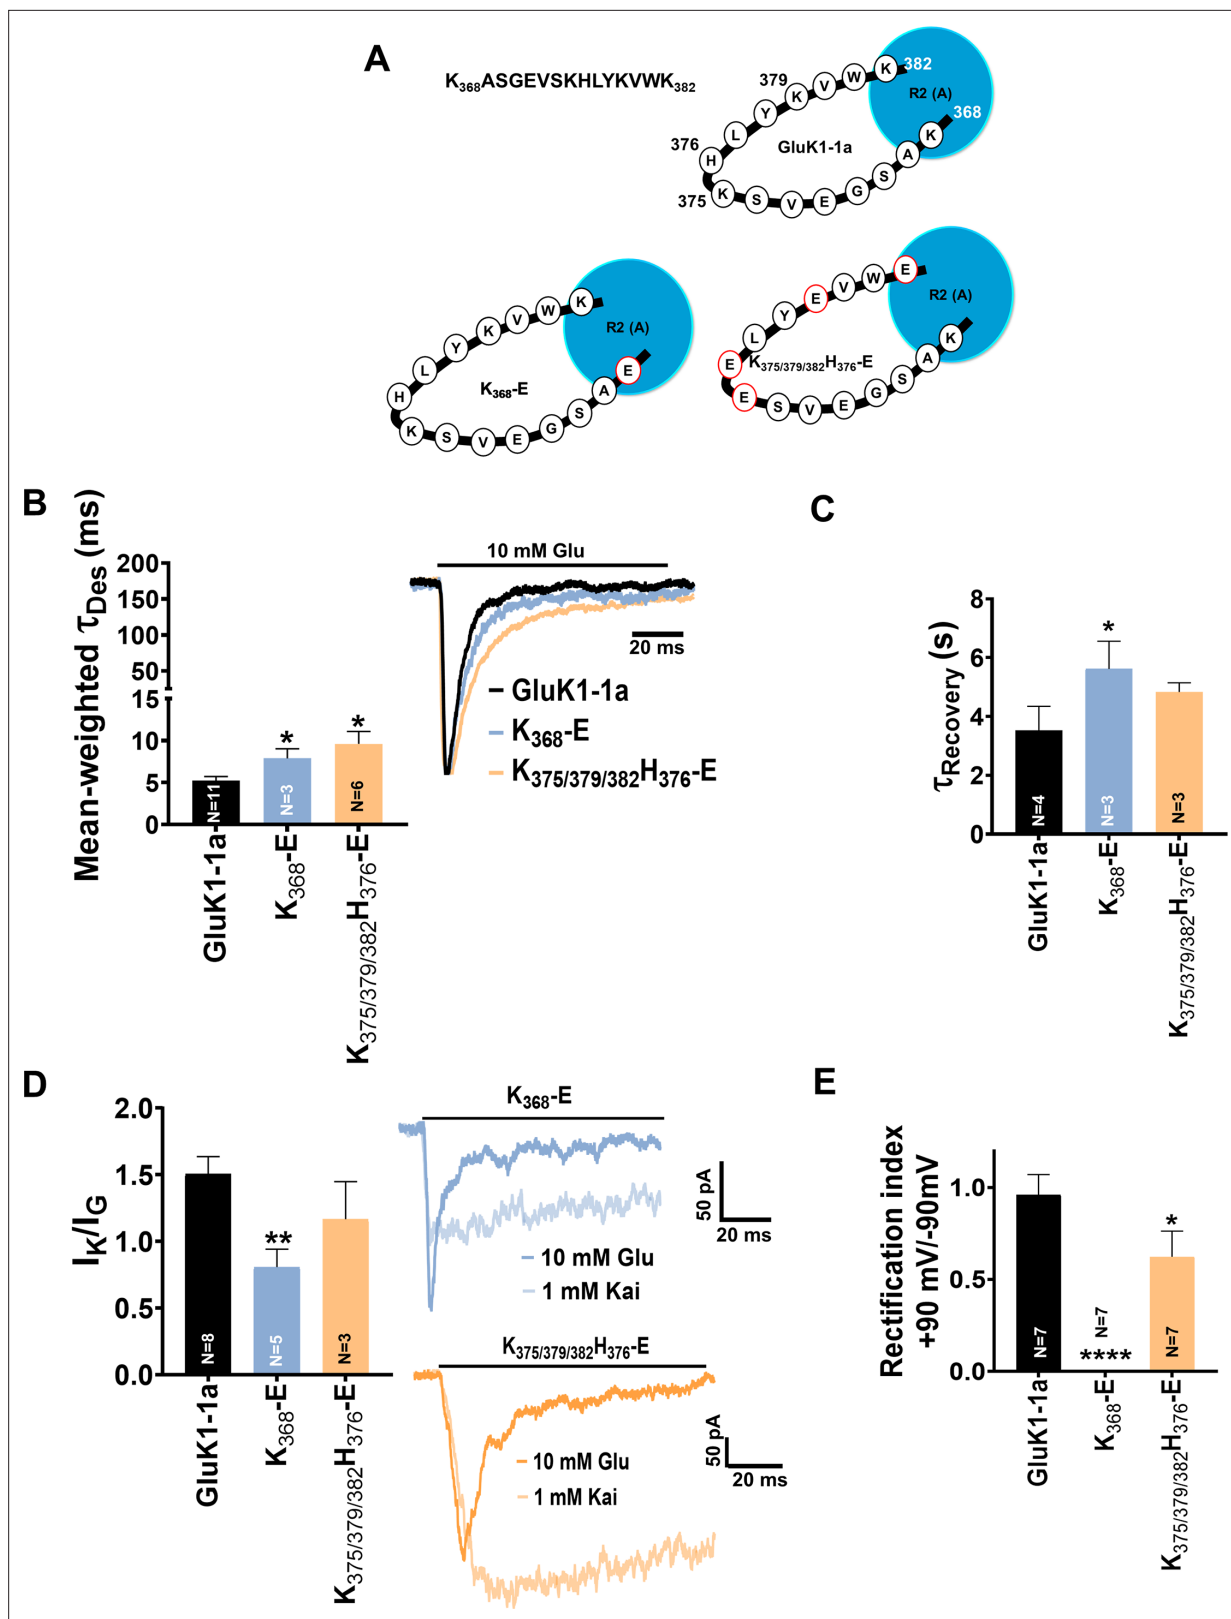 A
K368ASGEVSKHLYKVWK382
379
K V W K 382
Y
R2 (A)
L
368
376
H
GluK1-1a
K
A
S
G
375
K S V E
K V W K
Y
R2 (A)
L
H
K368-E
E
A
S
G
K S V E
E V W E
Y
R2 (A)
L
E
K375/379/382H376-E
K
A
S
G
E S V E
B
Mean-weighted τDes (ms)
200
150
100
50
15
10
5
0
*
*
N=11
N=3
N=6
GluK1-1a
K368-E
K375/379/382H376-E
10 mM Glu
20 ms
GluK1-1a
K368-E
K375/379/382H376-E
C
τRecovery (s)
8
6
4
2
0
*
N=4
N=3
N=3
GluK1-1a
K368-E
K375/379/382H376-E
D
IK/IG
2.0
1.5
1.0
0.5
0.0
**
N=8
N=5
N=3
GluK1-1a
K368-E
K375/379/382H376-E
K368-E
50 pA
20 ms
10 mM Glu
1 mM Kai
K375/379/382H376-E
50 pA
20 ms
10 mM Glu
1 mM Kai
E
Rectification index
+90 mV/-90mV
1.0
0.5
0.0
*
N=7
N=7
****
N=7
GluK1-1a
K368-E
K375/379/382H376-E